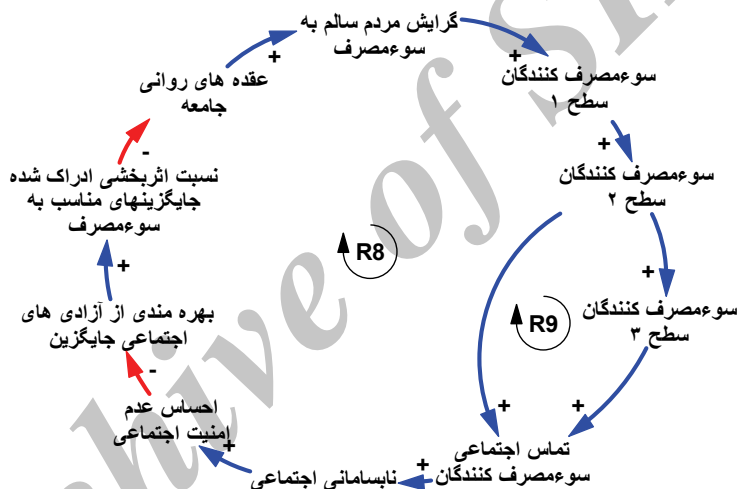 گرایش مردم سالم به
سوءمصرف
سوءمصرف کنندگان
سطح ۱
سوءمصرف کنندگان
سطح ۲
سوءمصرف کنندگان
سطح ۳
تماس اجتماعی
سوءمصرف کنندگان
نابسامانی اجتماعی
احساس عدم
امنیت اجتماعی
بهره مندی از آزادی های
اجتماعی جایگزین
نسبت اثربخشی ادراک شده
جایگزینهای مناسب به
سوءمصرف
عقده های روانی
جامعه
R8
R9
+
+
+
+
+
+
+
-
+
-
+